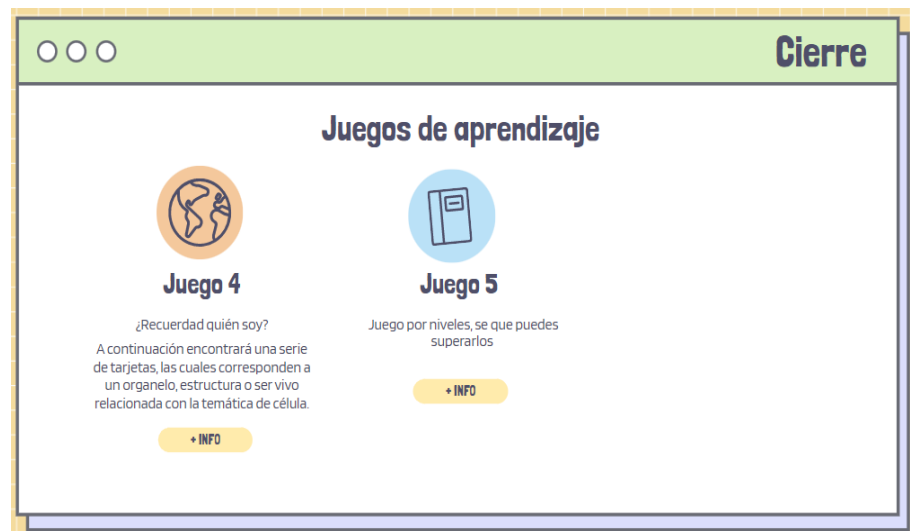 Cierre
Juegos de aprendizaje
Juego 4
¿Recuerdad quién soy?
A continuación encontrará una serie
de tarjetas, las cuales corresponden a
un organelo, estructura o ser vivo
relacionada con la temática de célula.
+ INFO
Juego 5
Juego por niveles, se que puedes
superarlos
+ INFO